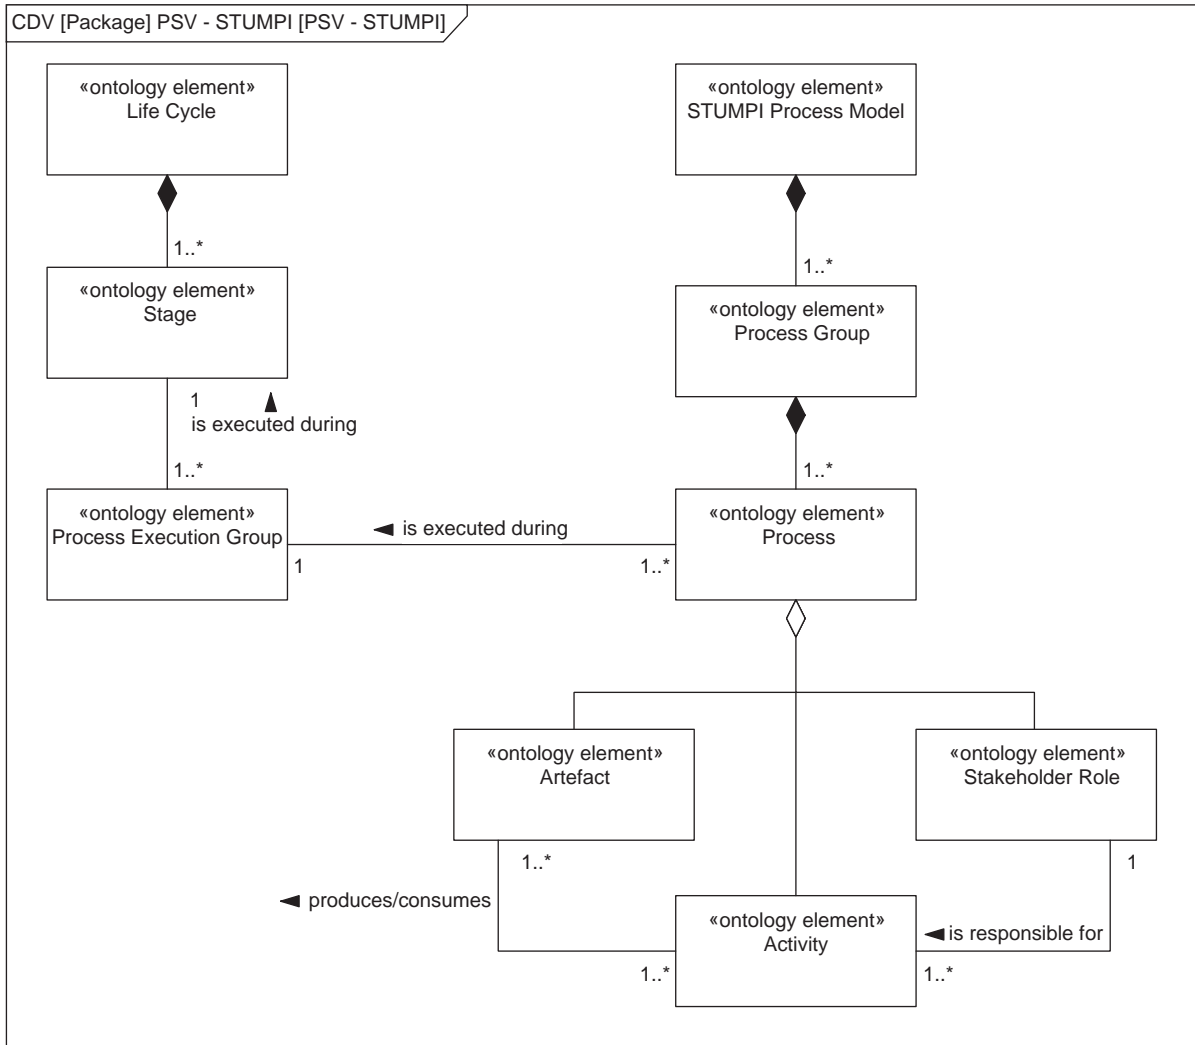 CDV [Package] PSV - STUMPI [PSV - STUMPI]
«ontology element»
Life Cycle
«ontology element»
STUMPI Process Model
1..*
1..*
«ontology element»
Stage
«ontology element»
Process Group
1
is executed during
1..*
1..*
«ontology element»
Process Execution Group
is executed during
«ontology element»
Process
1
1..*
«ontology element»
Artefact
«ontology element»
Stakeholder Role
1..*
1
produces/consumes
«ontology element»
Activity
is responsible for
1..*
1..*